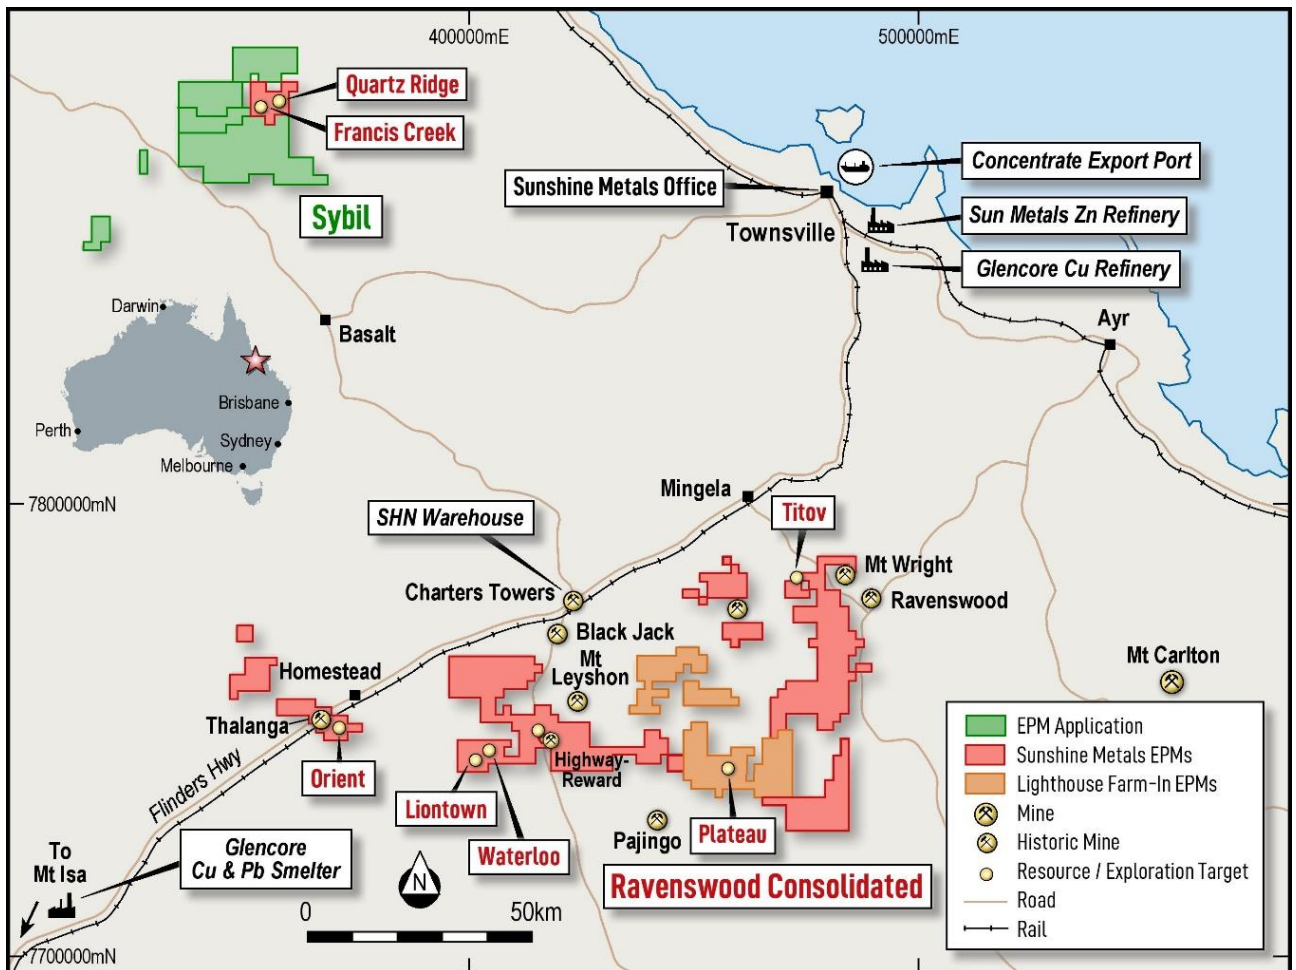 400000mE
500000mE
Quartz Ridge
Francis Creek
Sybil
Sunshine Metals Office
Concentrate Export Port
Sun Metals Zn Refinery
Glencore Cu Refinery
Townsville
Ayr
Basalt
Darwin
Brisbane
Perth
Sydney
Melbourne
7800000mN
Mingela
Titov
SHN Warehouse
Charters Towers
Mt Wright
Ravenswood
Black Jack
Mt
Leyshon
Mt Carlton
Homestead
Thalanga
Orient
Flinders Hwy
Highway-
Reward
Liontown
Waterloo
Pajingo
Plateau
Ravenswood Consolidated
To
Mt Isa
Glencore
Cu & Pb Smelter
N
0
50km
7700000mN
EPM Application
Sunshine Metals EPMs
Lighthouse Farm-In EPMs
Mine
Historic Mine
Resource / Exploration Target
Road
Rail